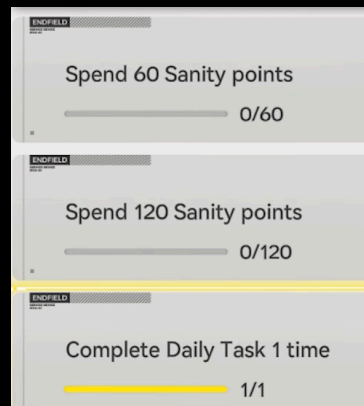 ENDFIELD
Spend 60 Sanity points
0/60
ENDFIELD
Spend 120 Sanity points
0/120
ENDFIELD
Complete Daily Task 1 time
1/1